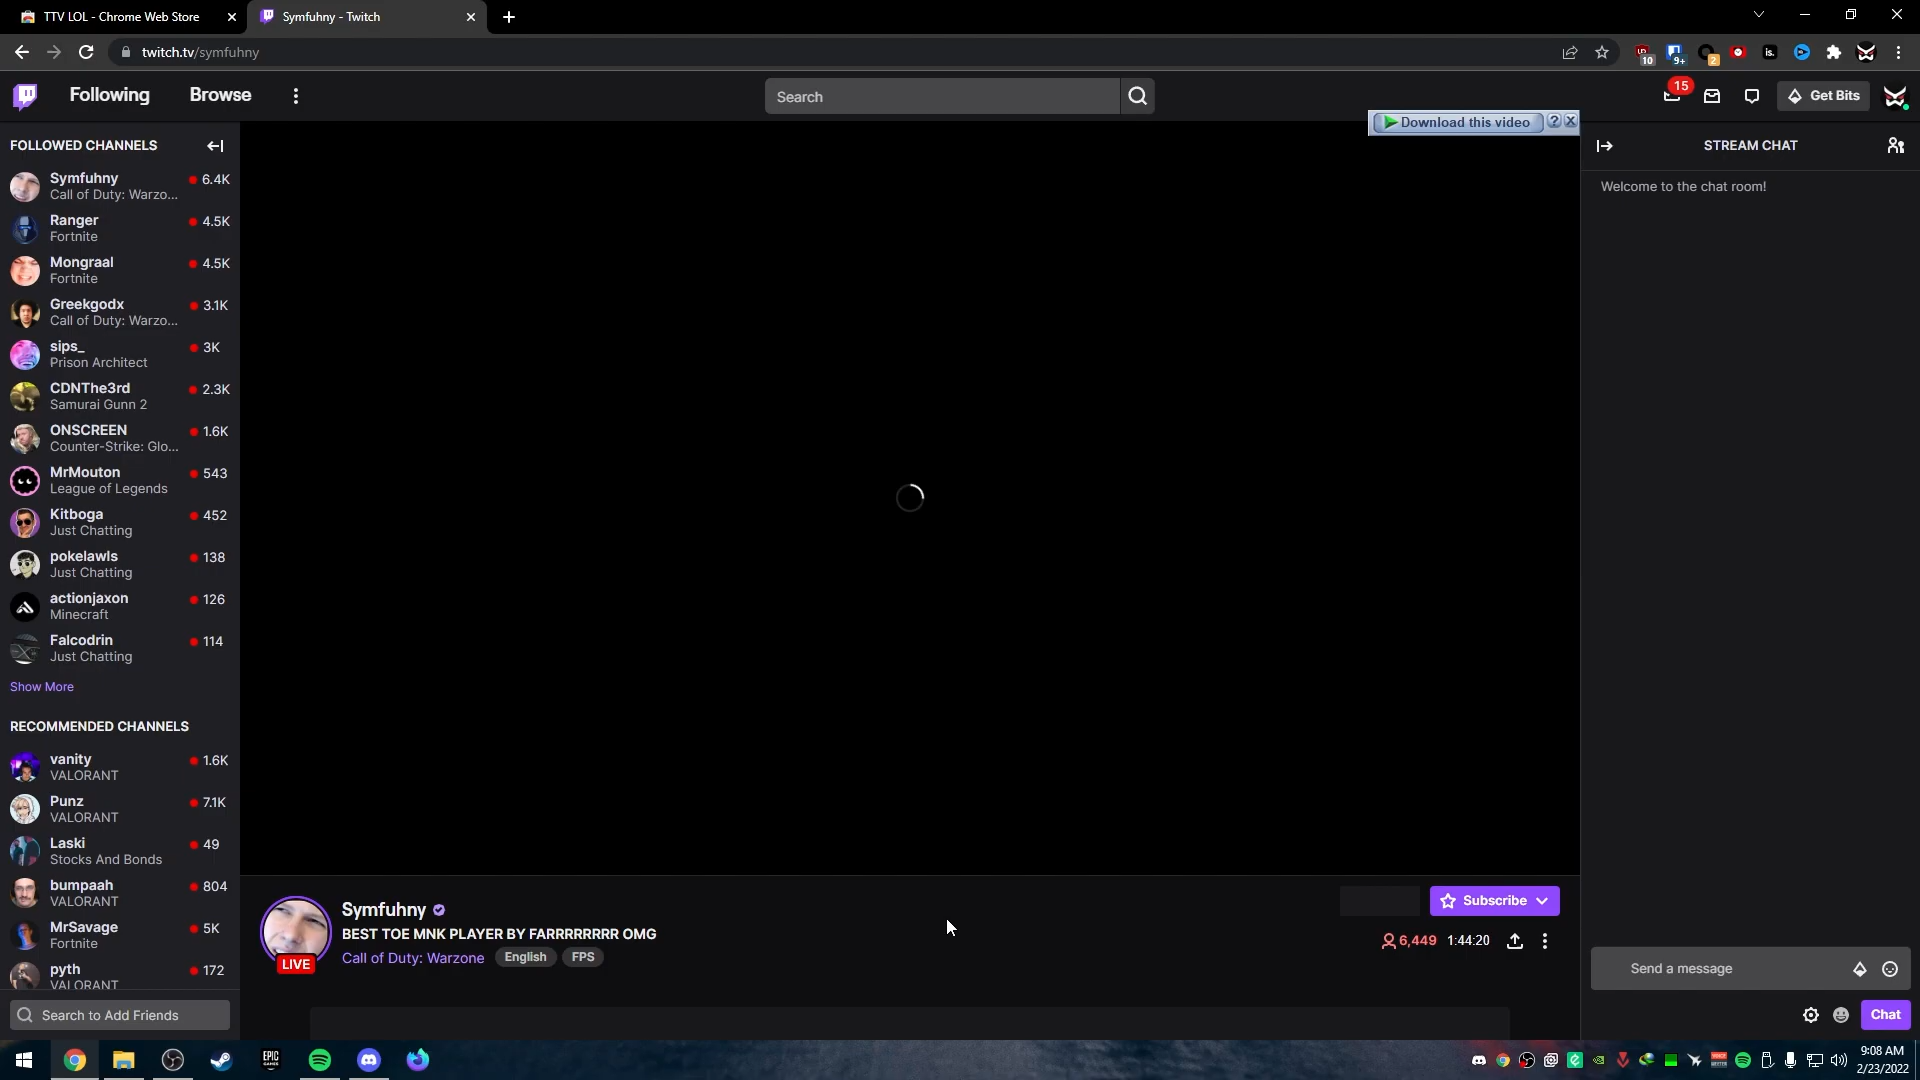 TTV LOL - Chrome Web Store
Symfuhny - Twitch
twitch.tv/symfuhny
10
9+
2
is.
Following
Browse
Search
15
Get Bits
Download this video
?
FOLLOWED CHANNELS
Symfuhny
6.4K
Call of Duty: Warzo...
Ranger
4.5K
Fortnite
Mongraal
4.5K
Fortnite
Greekgodx
3.1K
Call of Duty: Warzo...
sips_
3K
Prison Architect
CDNThe3rd
2.3K
Samurai Gunn 2
ONSCREEN
1.6K
Counter-Strike: Glo...
MrMouton
543
League of Legends
Kitboga
452
Just Chatting
pokelawls
138
Just Chatting
actionjaxon
126
Minecraft
Falcodrin
114
Just Chatting
Show More
RECOMMENDED CHANNELS
vanity
1.6K
VALORANT
Punz
7.1K
VALORANT
Laski
49
Stocks And Bonds
bumpaah
804
VALORANT
MrSavage
5K
Fortnite
pyth
172
VALORANT
Search to Add Friends
STREAM CHAT
Welcome to the chat room!
Symfuhny
BEST TOE MNK PLAYER BY FARRRRRRRR OMG
LIVE
Call of Duty: Warzone
English
FPS
Subscribe
6,449
1:44:20
Send a message
Chat
EPIC
GAMES
9:08 AM
2/23/2022